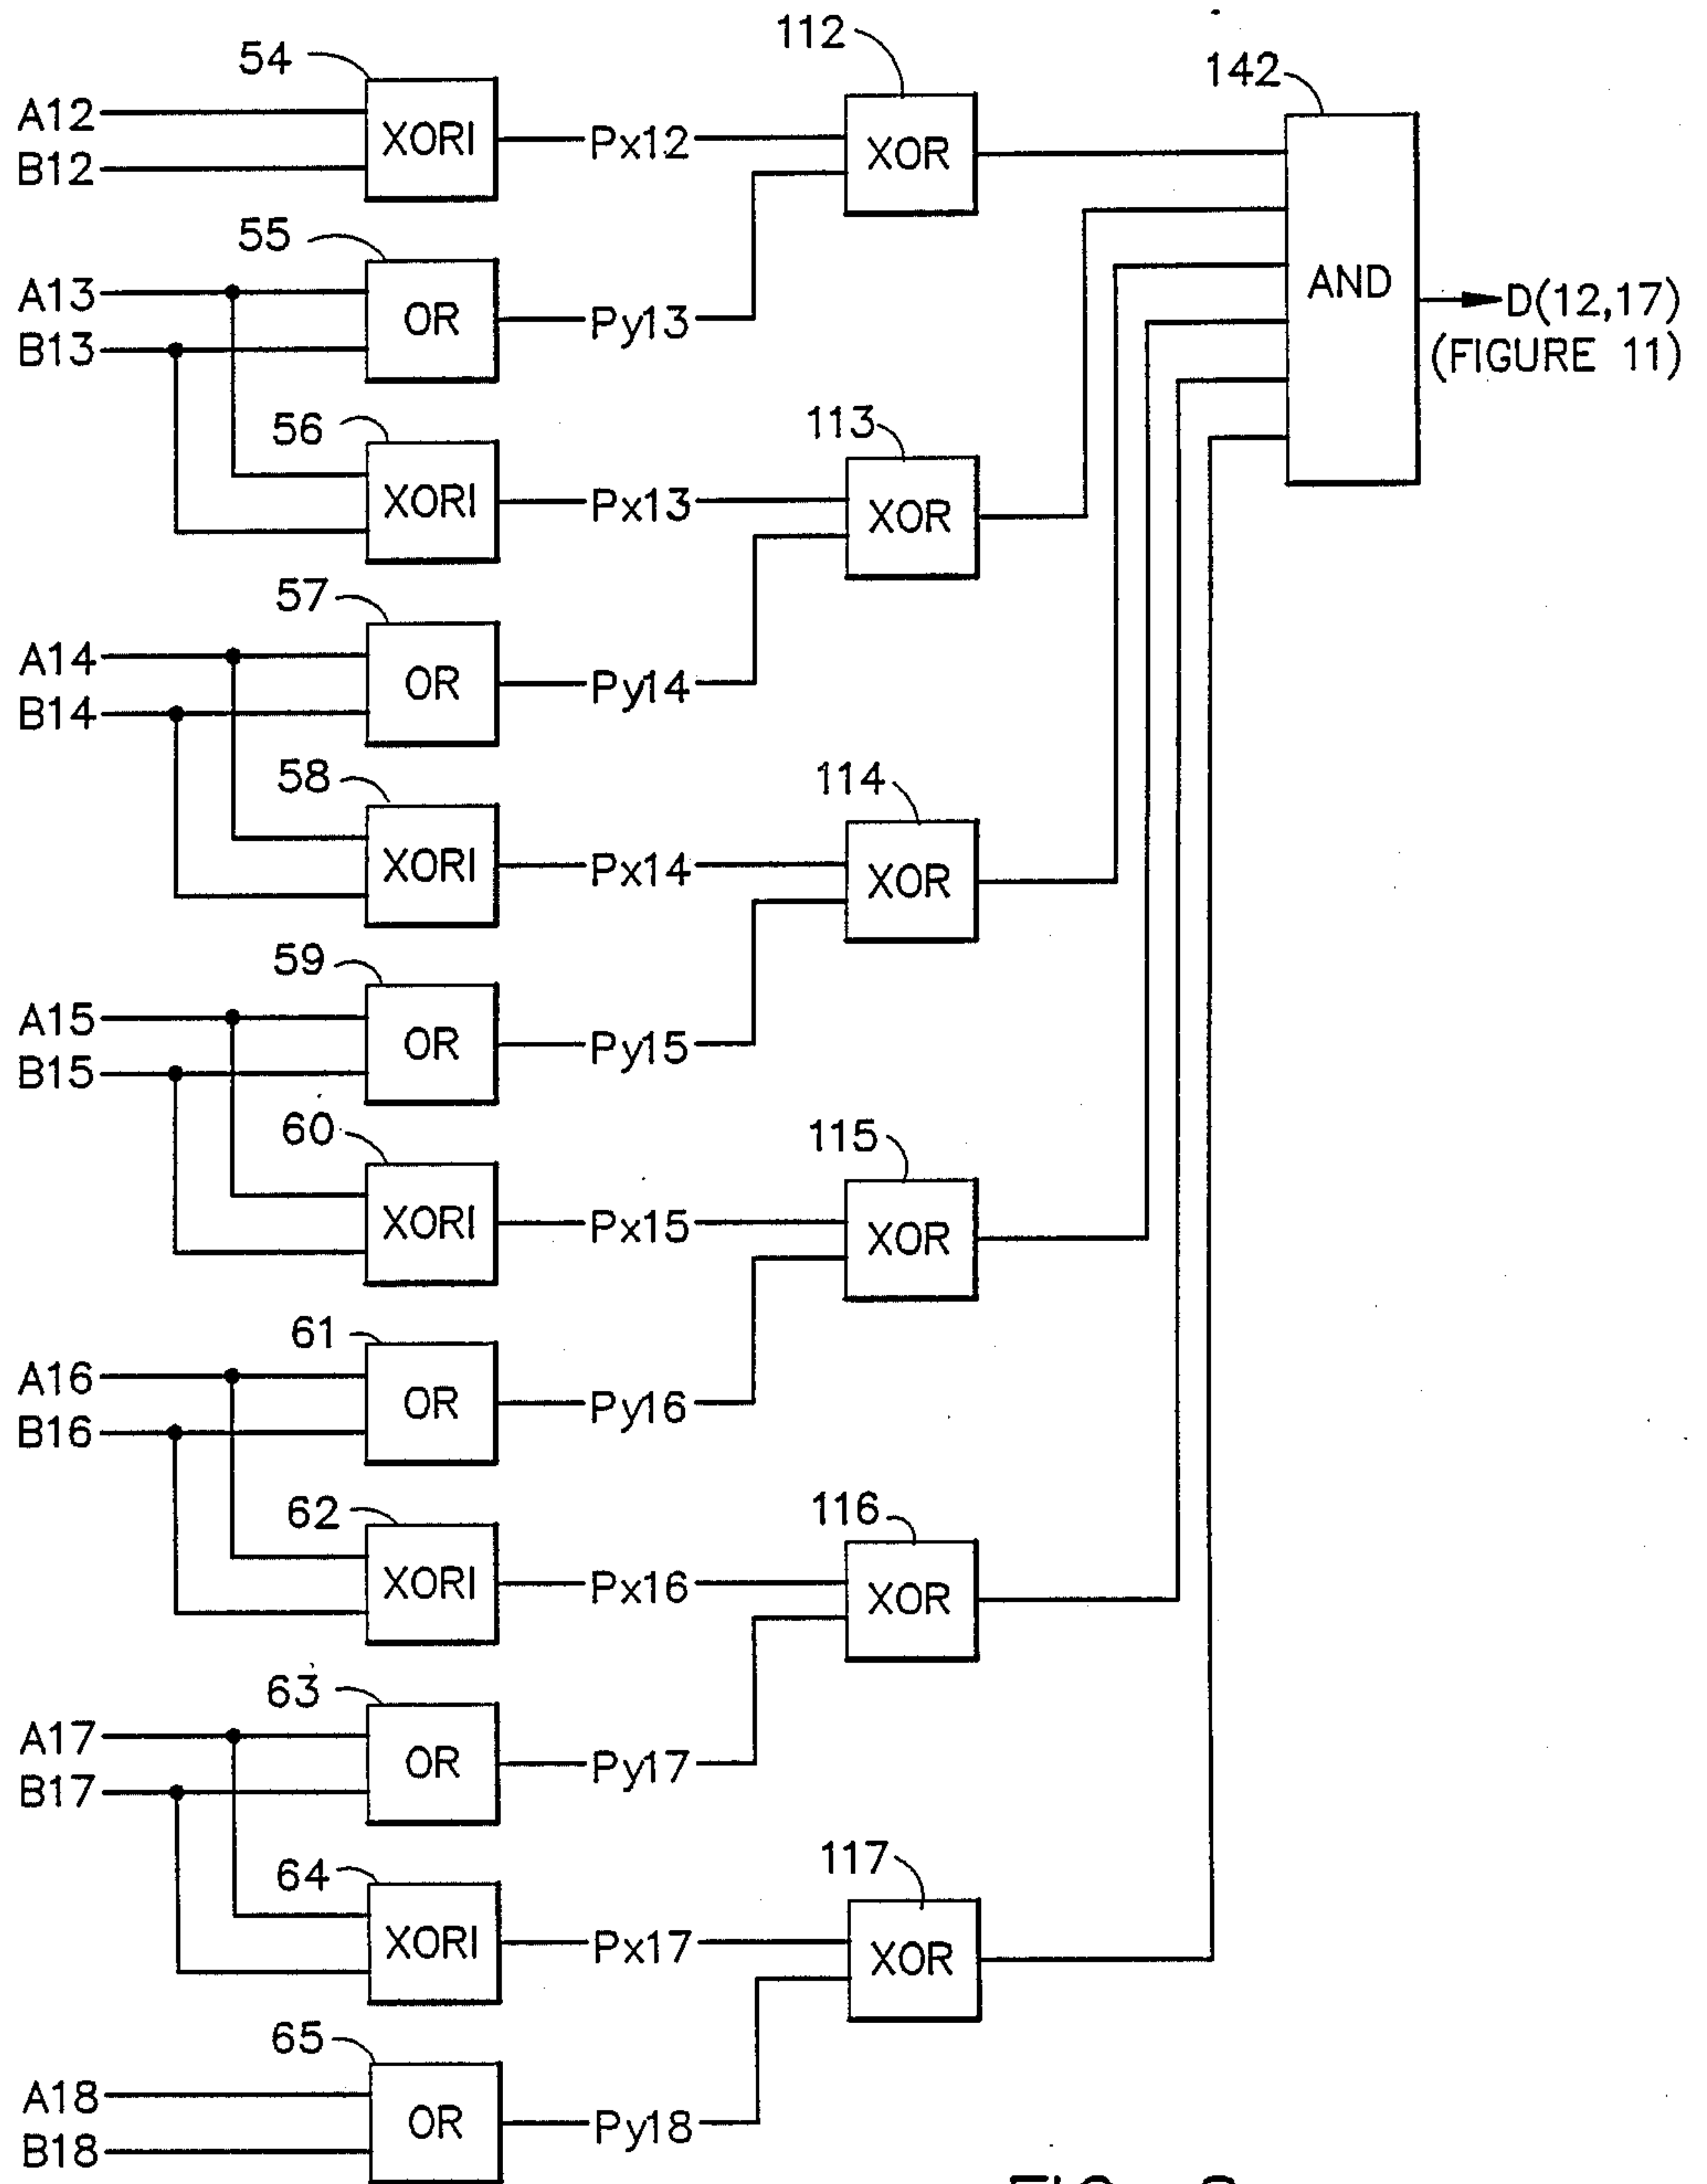 54
112
142
A12
B12
XORI
Px12
XOR
55
A13
B13
OR
Py13
AND
D(12,17)
(FIGURE 11)
56
XORI
Px13
113
XOR
57
A14
B14
OR
Py14
58
XORI
Px14
114
XOR
59
A15
B15
OR
Py15
60
XORI
Px15
115
XOR
61
A16
B16
OR
Py16
62
XORI
Px16
116
XOR
63
A17
B17
OR
Py17
64
XORI
Px17
117
XOR
65
A18
B18
OR
Py18